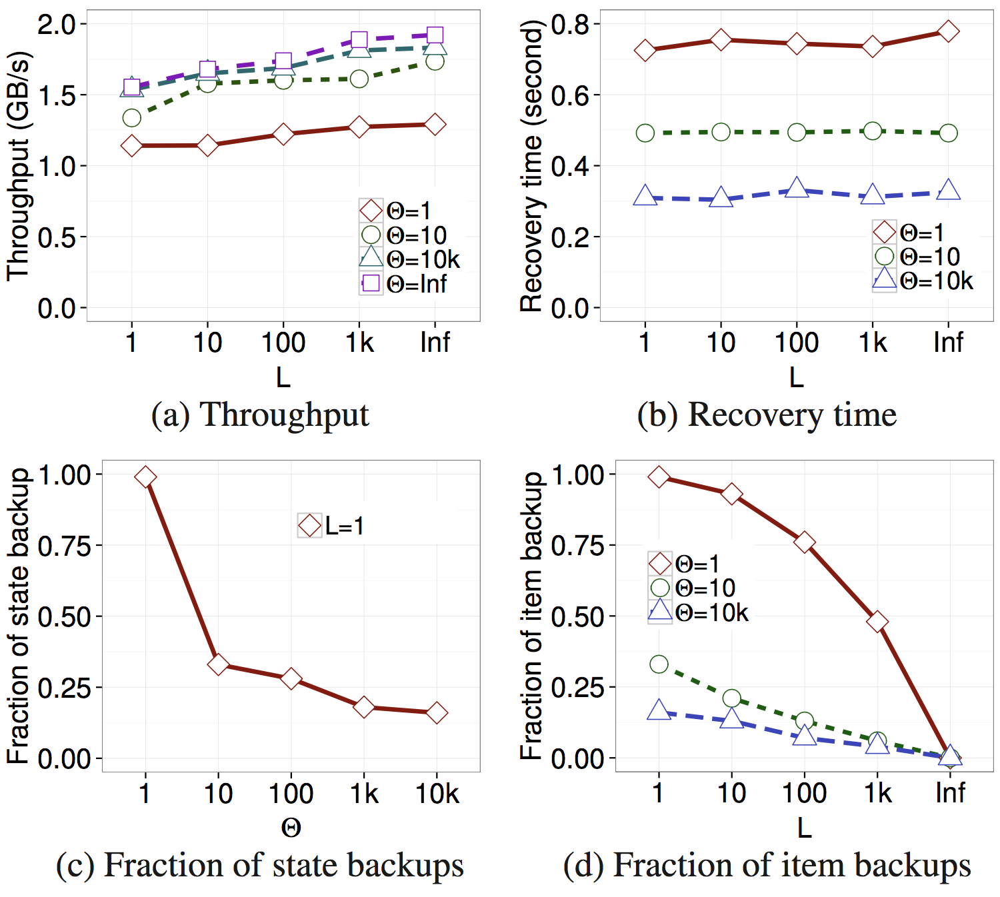 Throughput (GB/s)
2.0
1.5
1.0
0.5
0.0
Θ=1
Θ=10
Θ=10k
Θ=Inf
1 10 100 1k Inf
L
(a) Throughput
Recovery time (second)
0.8
0.6
0.4
0.2
0.0
Θ=1
Θ=10
Θ=10k
1 10 100 1k Inf
L
(b) Recovery time
Fraction of state backup
1.00
0.75
0.50
0.25
0.00
L=1
1 10 100 1k 10k
Θ
(c) Fraction of state backups
Fraction of item backup
1.00
0.75
0.50
0.25
0.00
Θ=1
Θ=10
Θ=10k
1 10 100 1k Inf
L
(d) Fraction of item backups